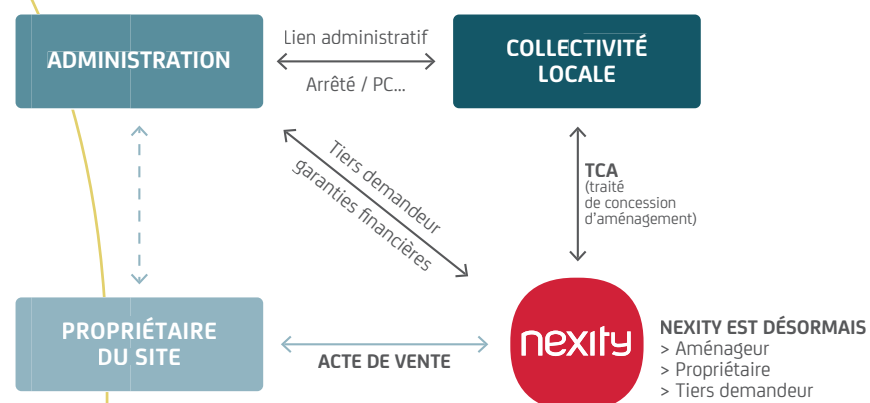 ADMINISTRATION
Lien administratif
Arrêté / PC...
COLLECTIVITÉ
LOCALE
Tiers demandeur
garanties financières
TCA
(traité
de concession
d'aménagement)
PROPRIÉTAIRE
DU SITE
ACTE DE VENTE
nexity
NEXITY EST DÉSORMAIS
> Aménageur
> Propriétaire
> Tiers demandeur